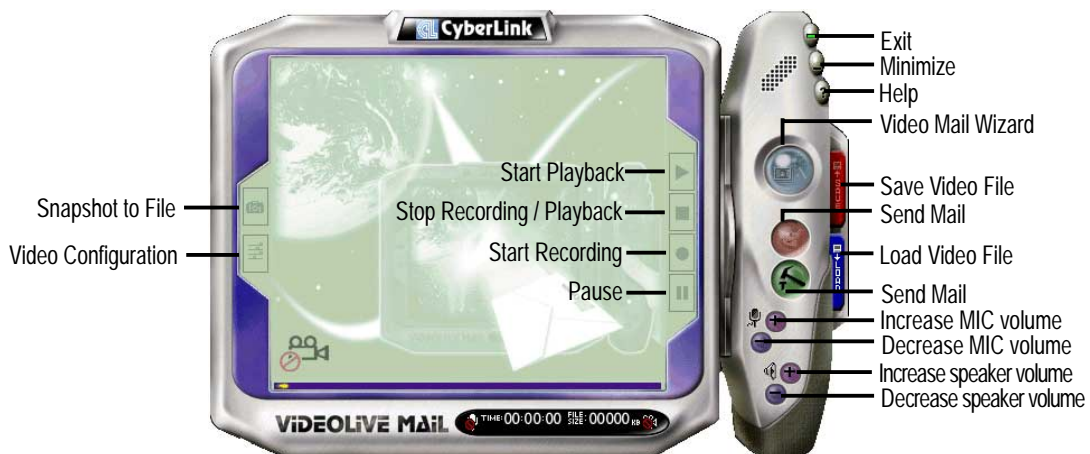 CyberLink
Exit
Minimize
Help
Video Mail Wizard
Start Playback
Save Video File
Snapshot to File
Stop Recording / Playback
Send Mail
Video Configuration
Start Recording
Load Video File
Pause
Send Mail
Increase MIC volume
Decrease MIC volume
Increase speaker volume
Decrease speaker volume
VIDEOLIVE MAIL
TIME: 00:00:00 FILE SIZE: 00000 KB